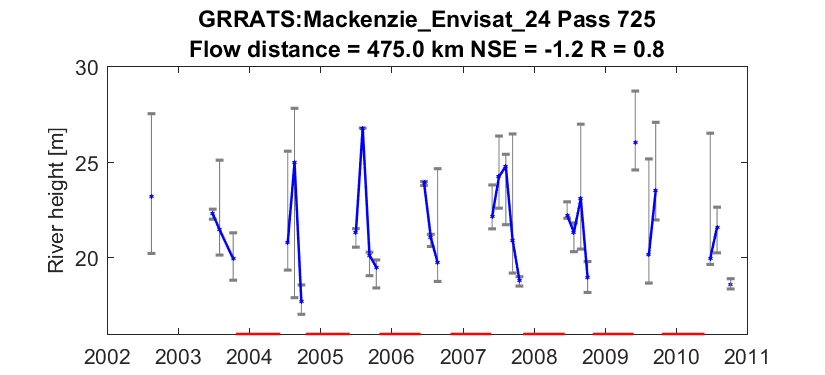 GRRATS:Mackenzie_Envisat_24 Pass 725
Flow distance = 475.0 km NSE = -1.2 R = 0.8
River height [m]
30
25
20
2002 2003 2004 2005 2006 2007 2008 2009 2010 2011